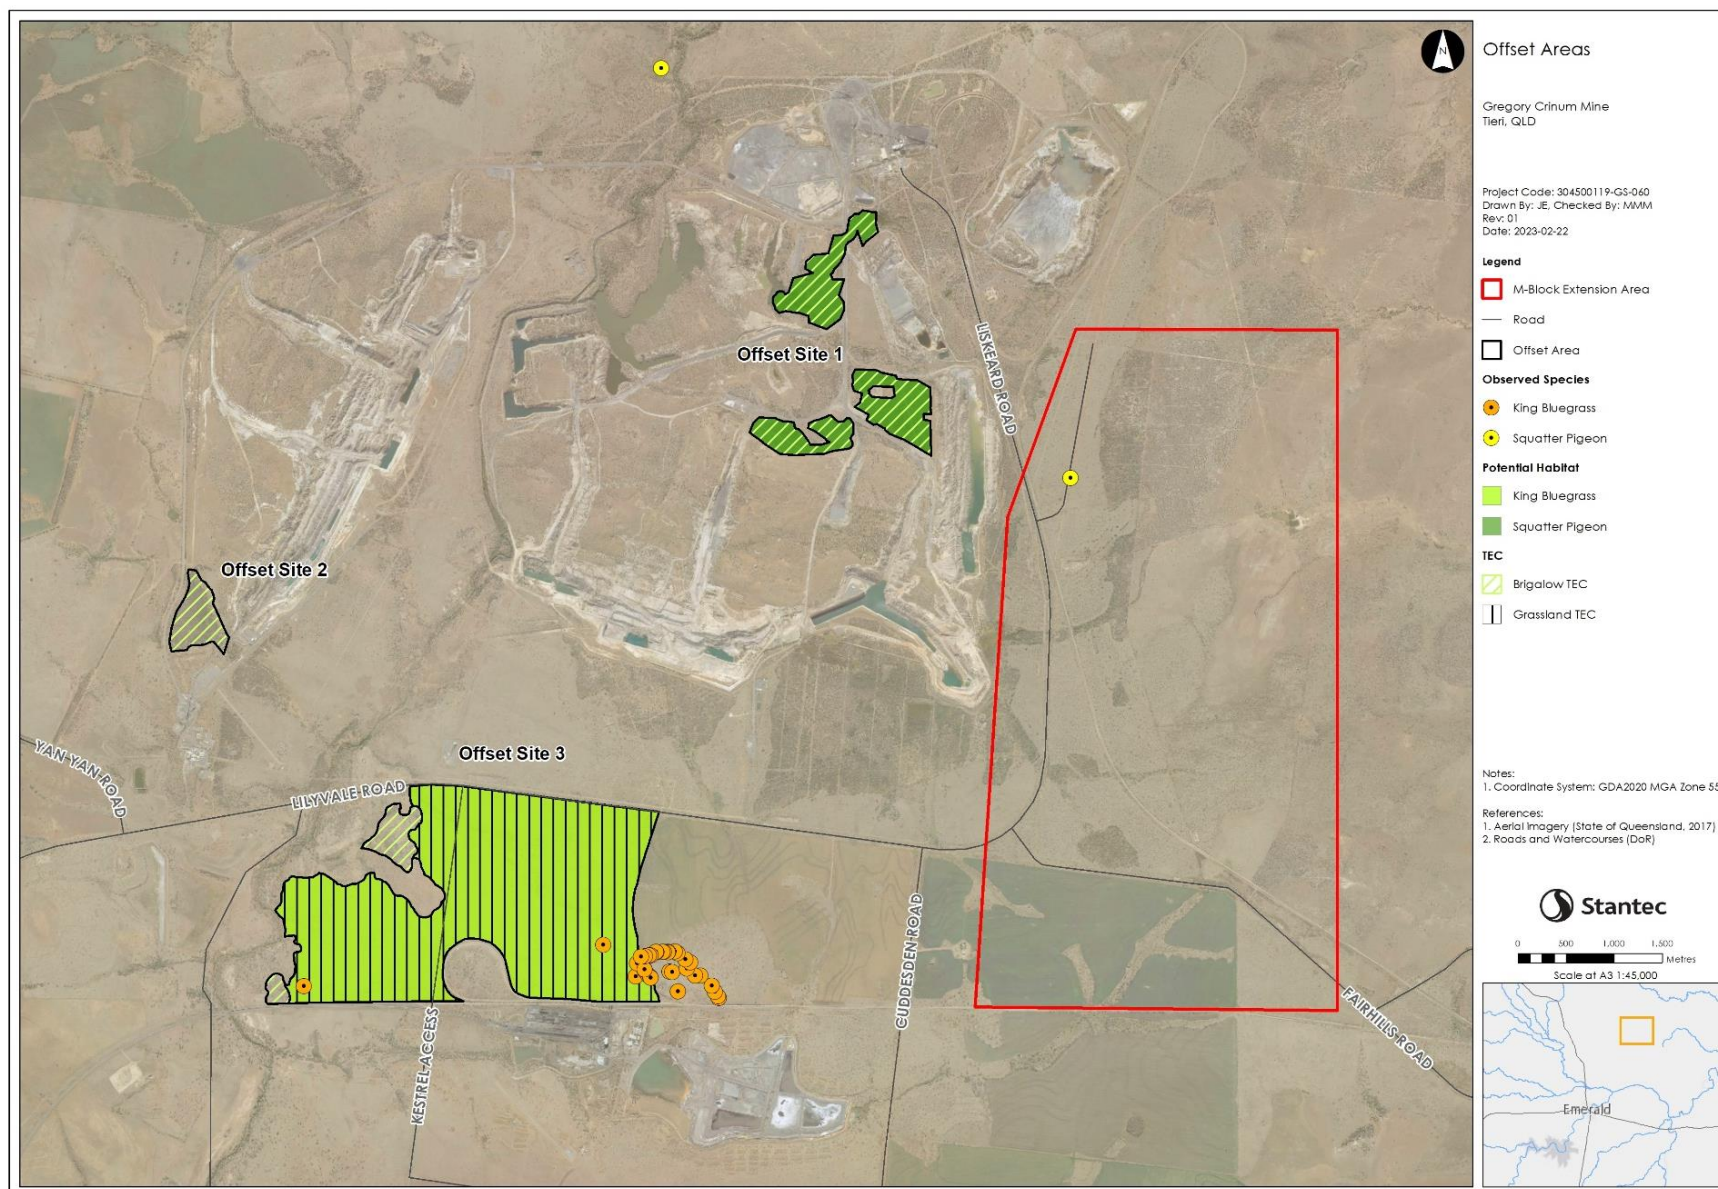 N
Offset Areas
Gregory Crinum Mine
Tieri, QLD
Project Code: 304500119-GS-060
Drawn By: JE, Checked By: MMM
Rev: 01
Date: 2023-02-22
Legend
M-Block Extension Area
Road
Offset Area
Observed Species
King Bluegrass
Squatter Pigeon
Potential Habitat
King Bluegrass
Squatter Pigeon
TEC
Brigalow TEC
Grassland TEC
Notes:
1. Coordinate System: GDA2020 MGA Zone 55
References:
1. Aerial Imagery (State of Queensland, 2017)
2. Roads and Watercourses (DoR)
Stantec
0 500 1,000 1,500
Metres
Scale at A3 1:45,000
Emerald
Offset Site 1
LISKEARD ROAD
Offset Site 2
Offset Site 3
YAN YAN ROAD
LILYVALE ROAD
KESTREL ACCESS
CUDDESDEN ROAD
FAIRHILLS ROAD